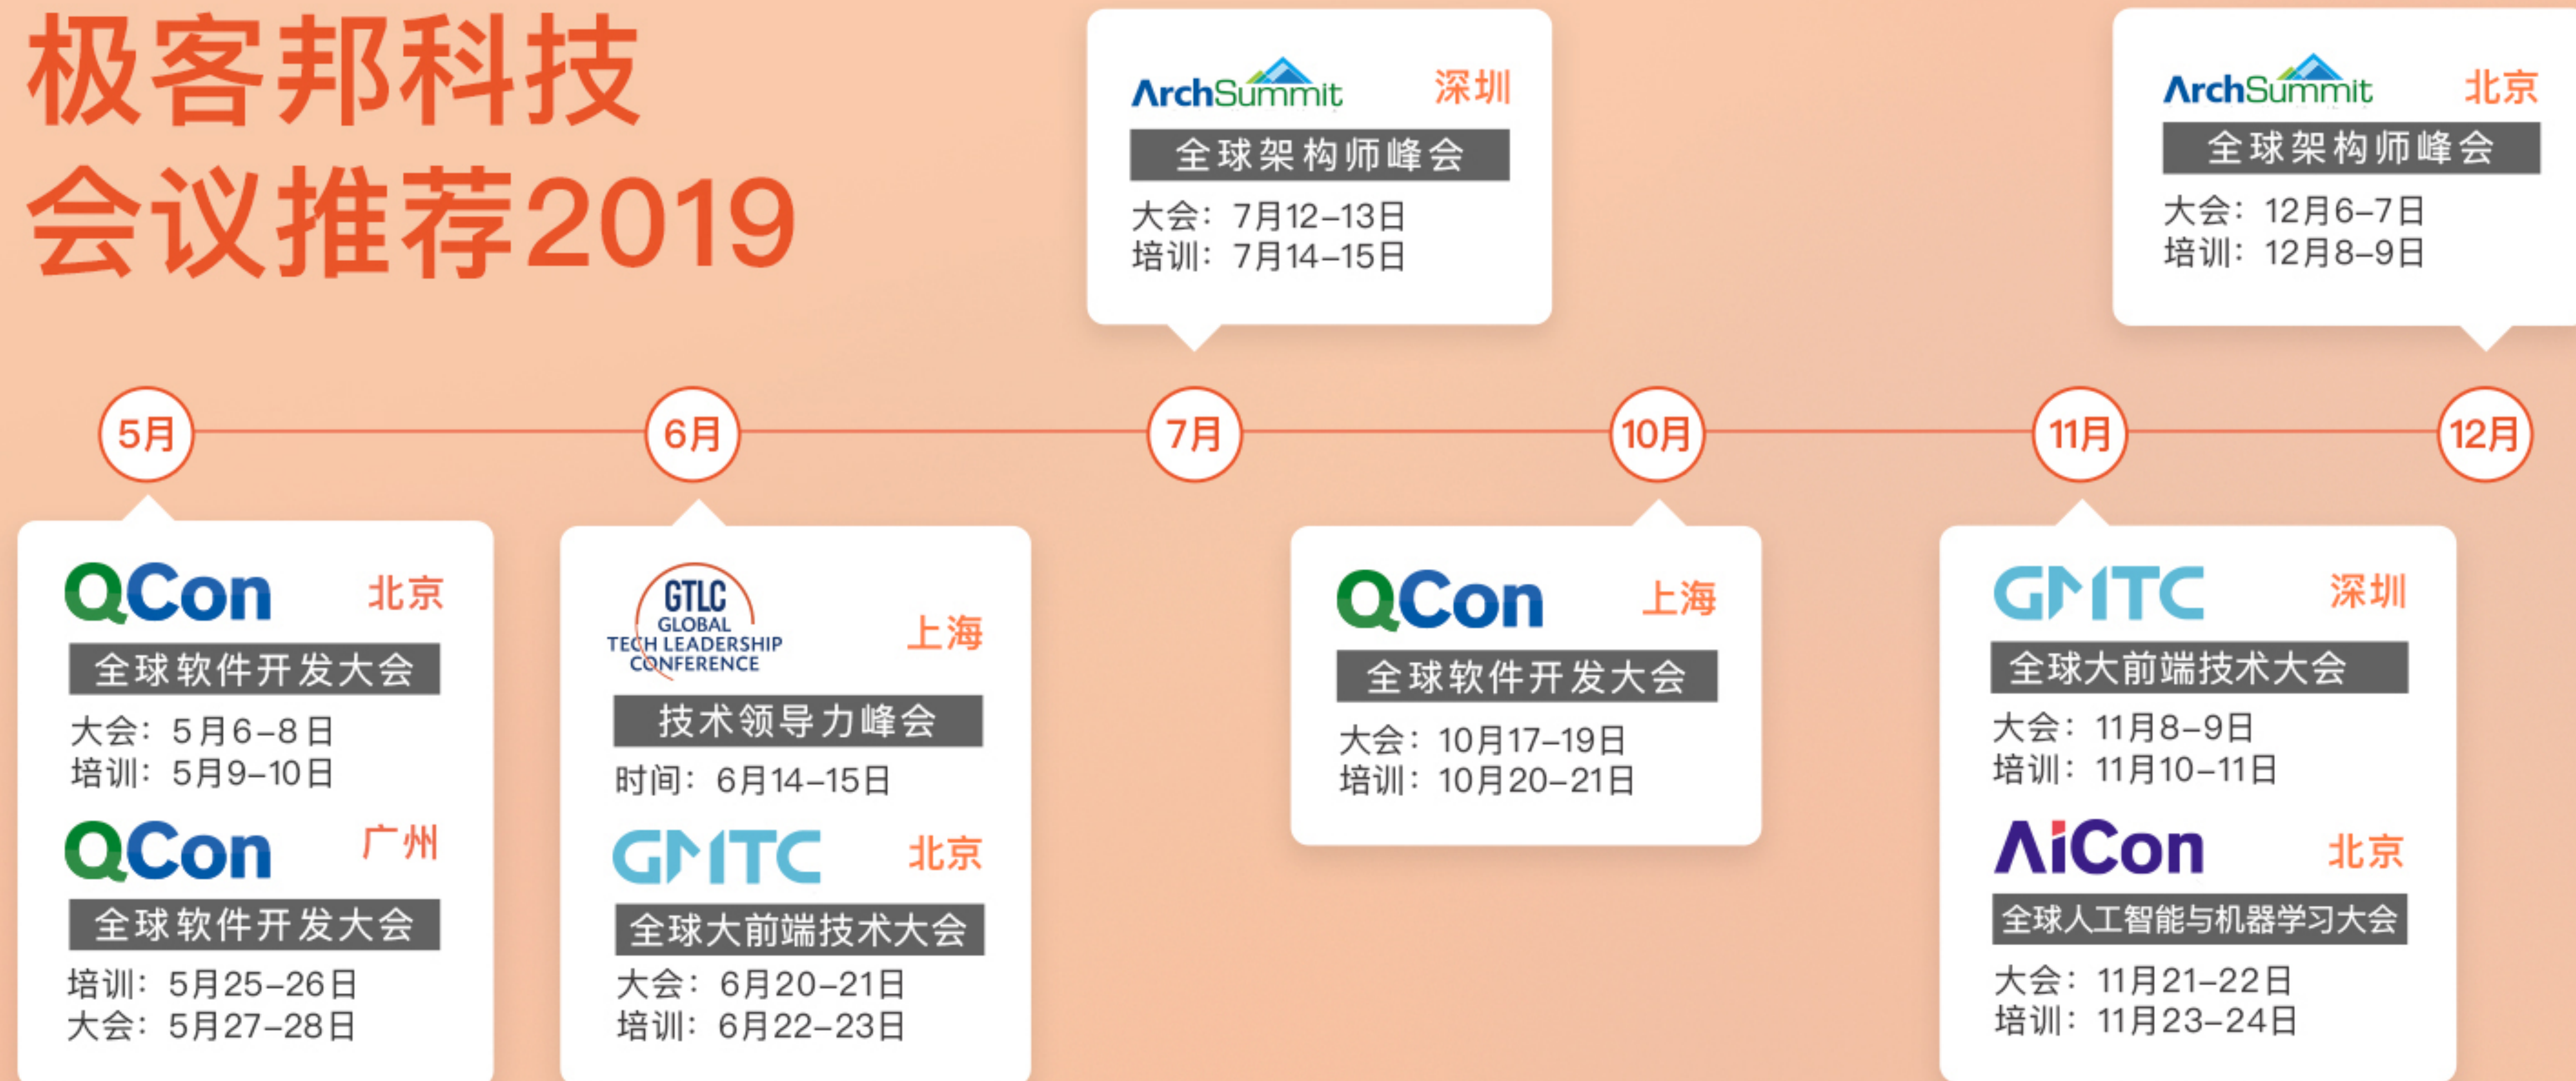 极客邦科技
会议推荐2019
ArchSummit 深圳
全球架构师峰会
大会：7月12-13日
培训：7月14-15日
ArchSummit 北京
全球架构师峰会
大会：12月6-7日
培训：12月8-9日
5月 6月 7月 10月 11月 12月
QCon 北京
全球软件开发大会
大会：5月6-8日
培训：5月9-10日
QCon 广州
全球软件开发大会
培训：5月25-26日
大会：5月27-28日
GTLC
GLOBAL
TECH LEADERSHIP
CONFERENCE
上海
技术领导力峰会
时间：6月14-15日
GMTC 北京
全球大前端技术大会
大会：6月20-21日
培训：6月22-23日
QCon 上海
全球软件开发大会
大会：10月17-19日
培训：10月20-21日
GMTC 深圳
全球大前端技术大会
大会：11月8-9日
培训：11月10-11日
AiCon 北京
全球人工智能与机器学习大会
大会：11月21-22日
培训：11月23-24日